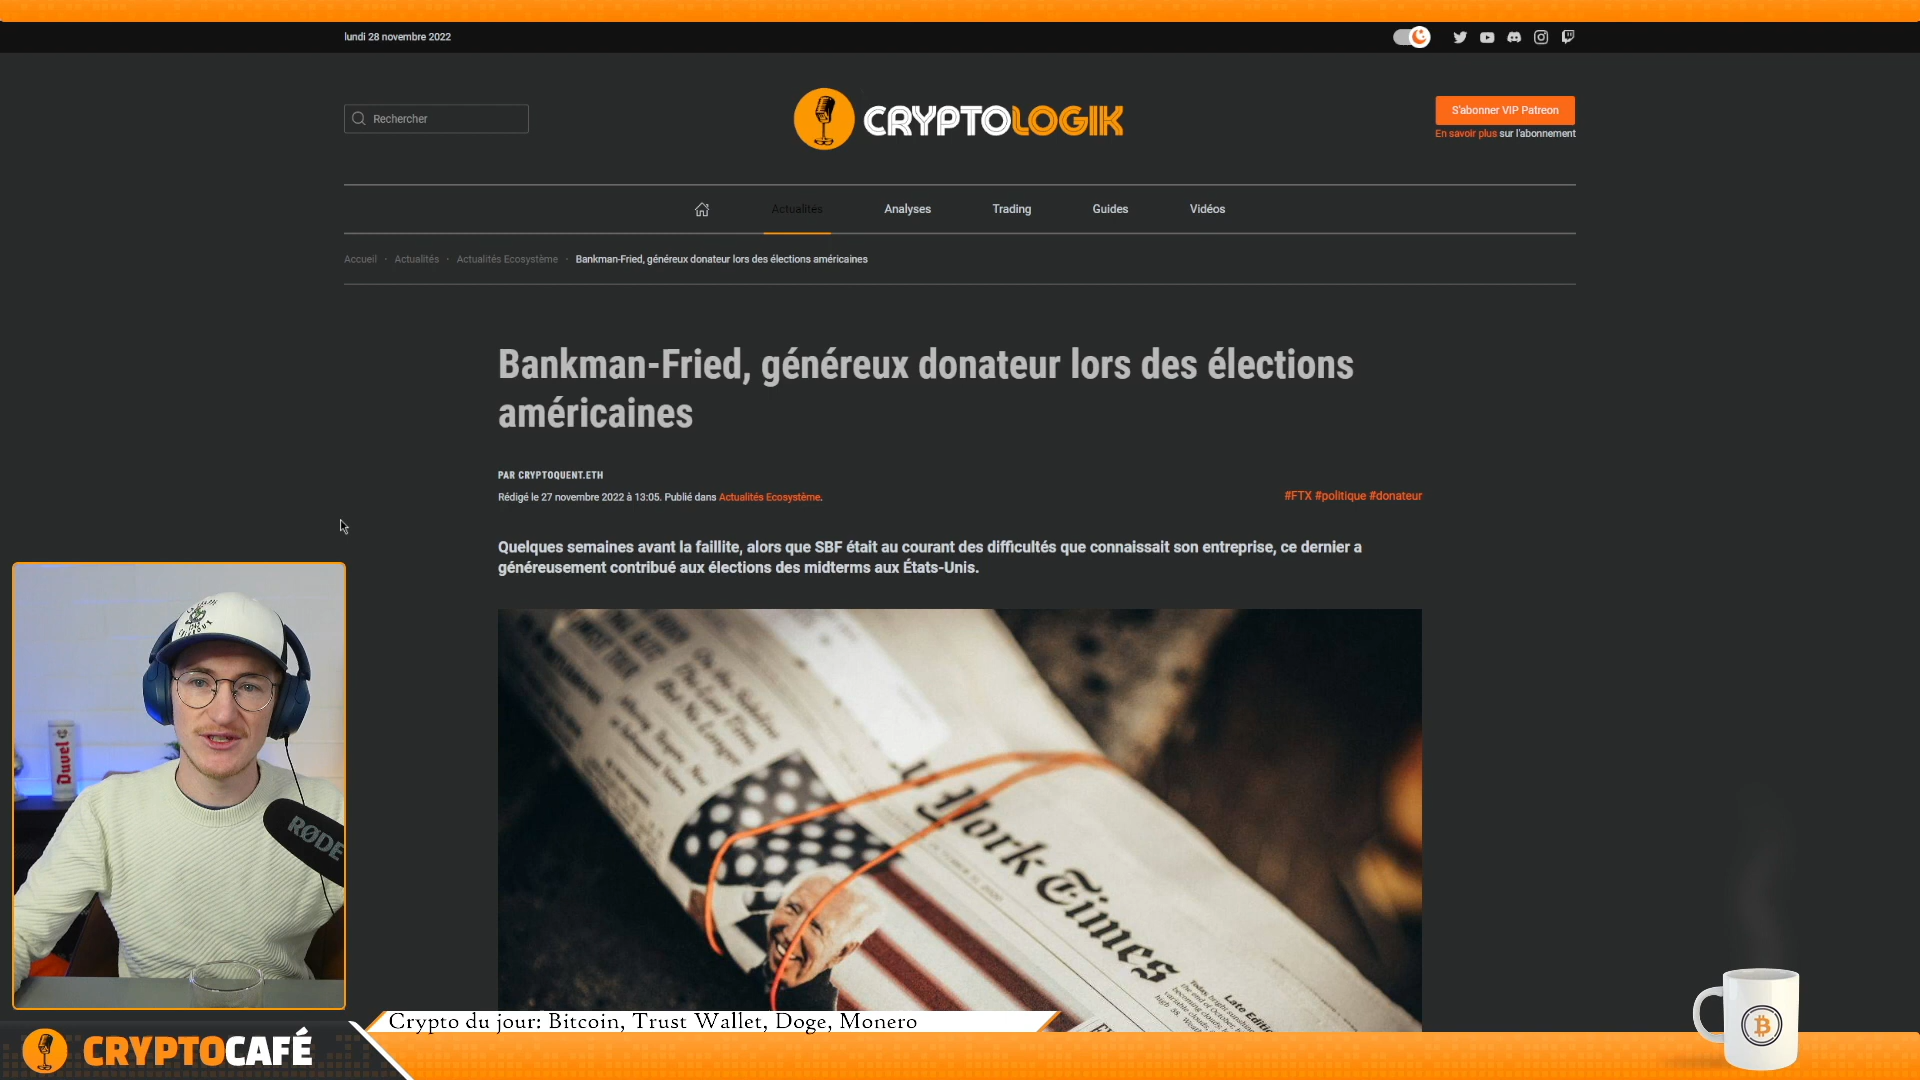 lundi 28 novembre 2022
Rechercher
CRYPTOLOGIK
S'abonner VIP Patreon
En savoir plus sur l'abonnement
Actualités
Analyses
Trading
Guides
Vidéos
Accueil · Actualités · Actualités Ecosystème · Bankman-Fried, généreux donateur lors des élections américaines
Bankman-Fried, généreux donateur lors des élections
américaines
PAR CRYPTOQUENT.ETH
Rédigé le 27 novembre 2022 à 13:05. Publié dans Actualités Ecosystème.
#FTX #politique #donateur
Quelques semaines avant la faillite, alors que SBF était au courant des difficultés que connaissait son entreprise, ce dernier a
généreusement contribué aux élections des midterms aux États-Unis.
York Times
Late Editi
Duvel
RØDE
Crypto du jour: Bitcoin, Trust Wallet, Doge, Monero
CRYPTOCAFÉ